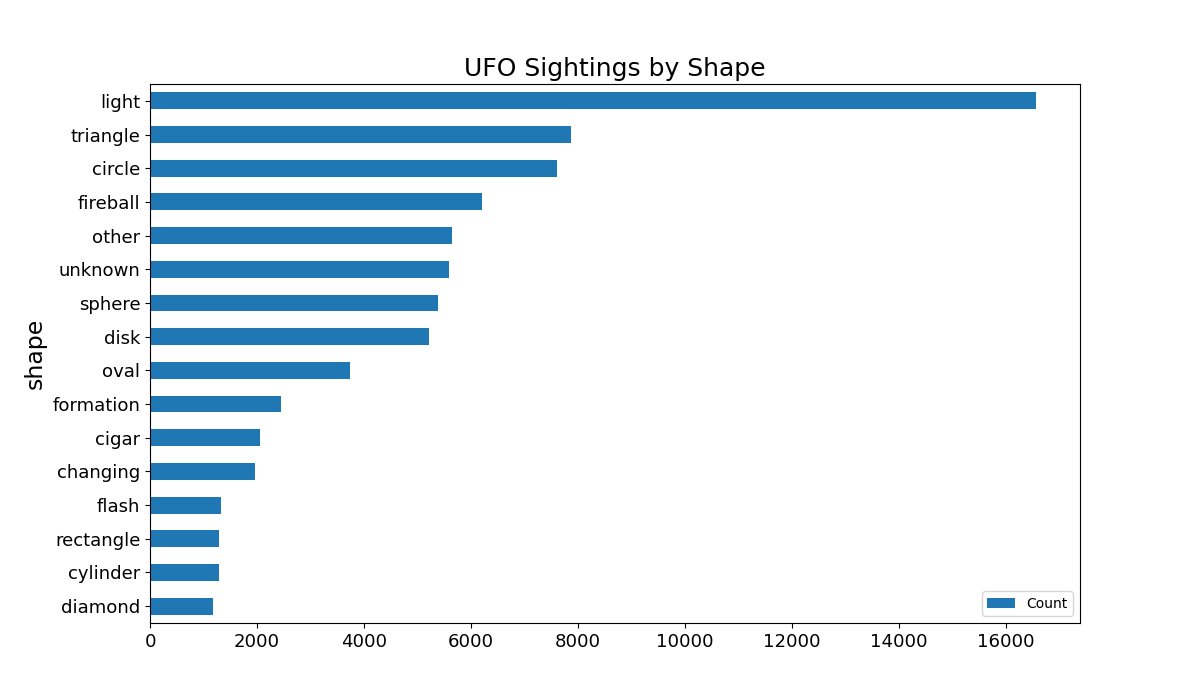 UFO Sightings by Shape
shape
light
triangle
circle
fireball
other
unknown
sphere
disk
oval
formation
cigar
changing
flash
rectangle
cylinder
diamond
Count
0 2000 4000 6000 8000 10000 12000 14000 16000